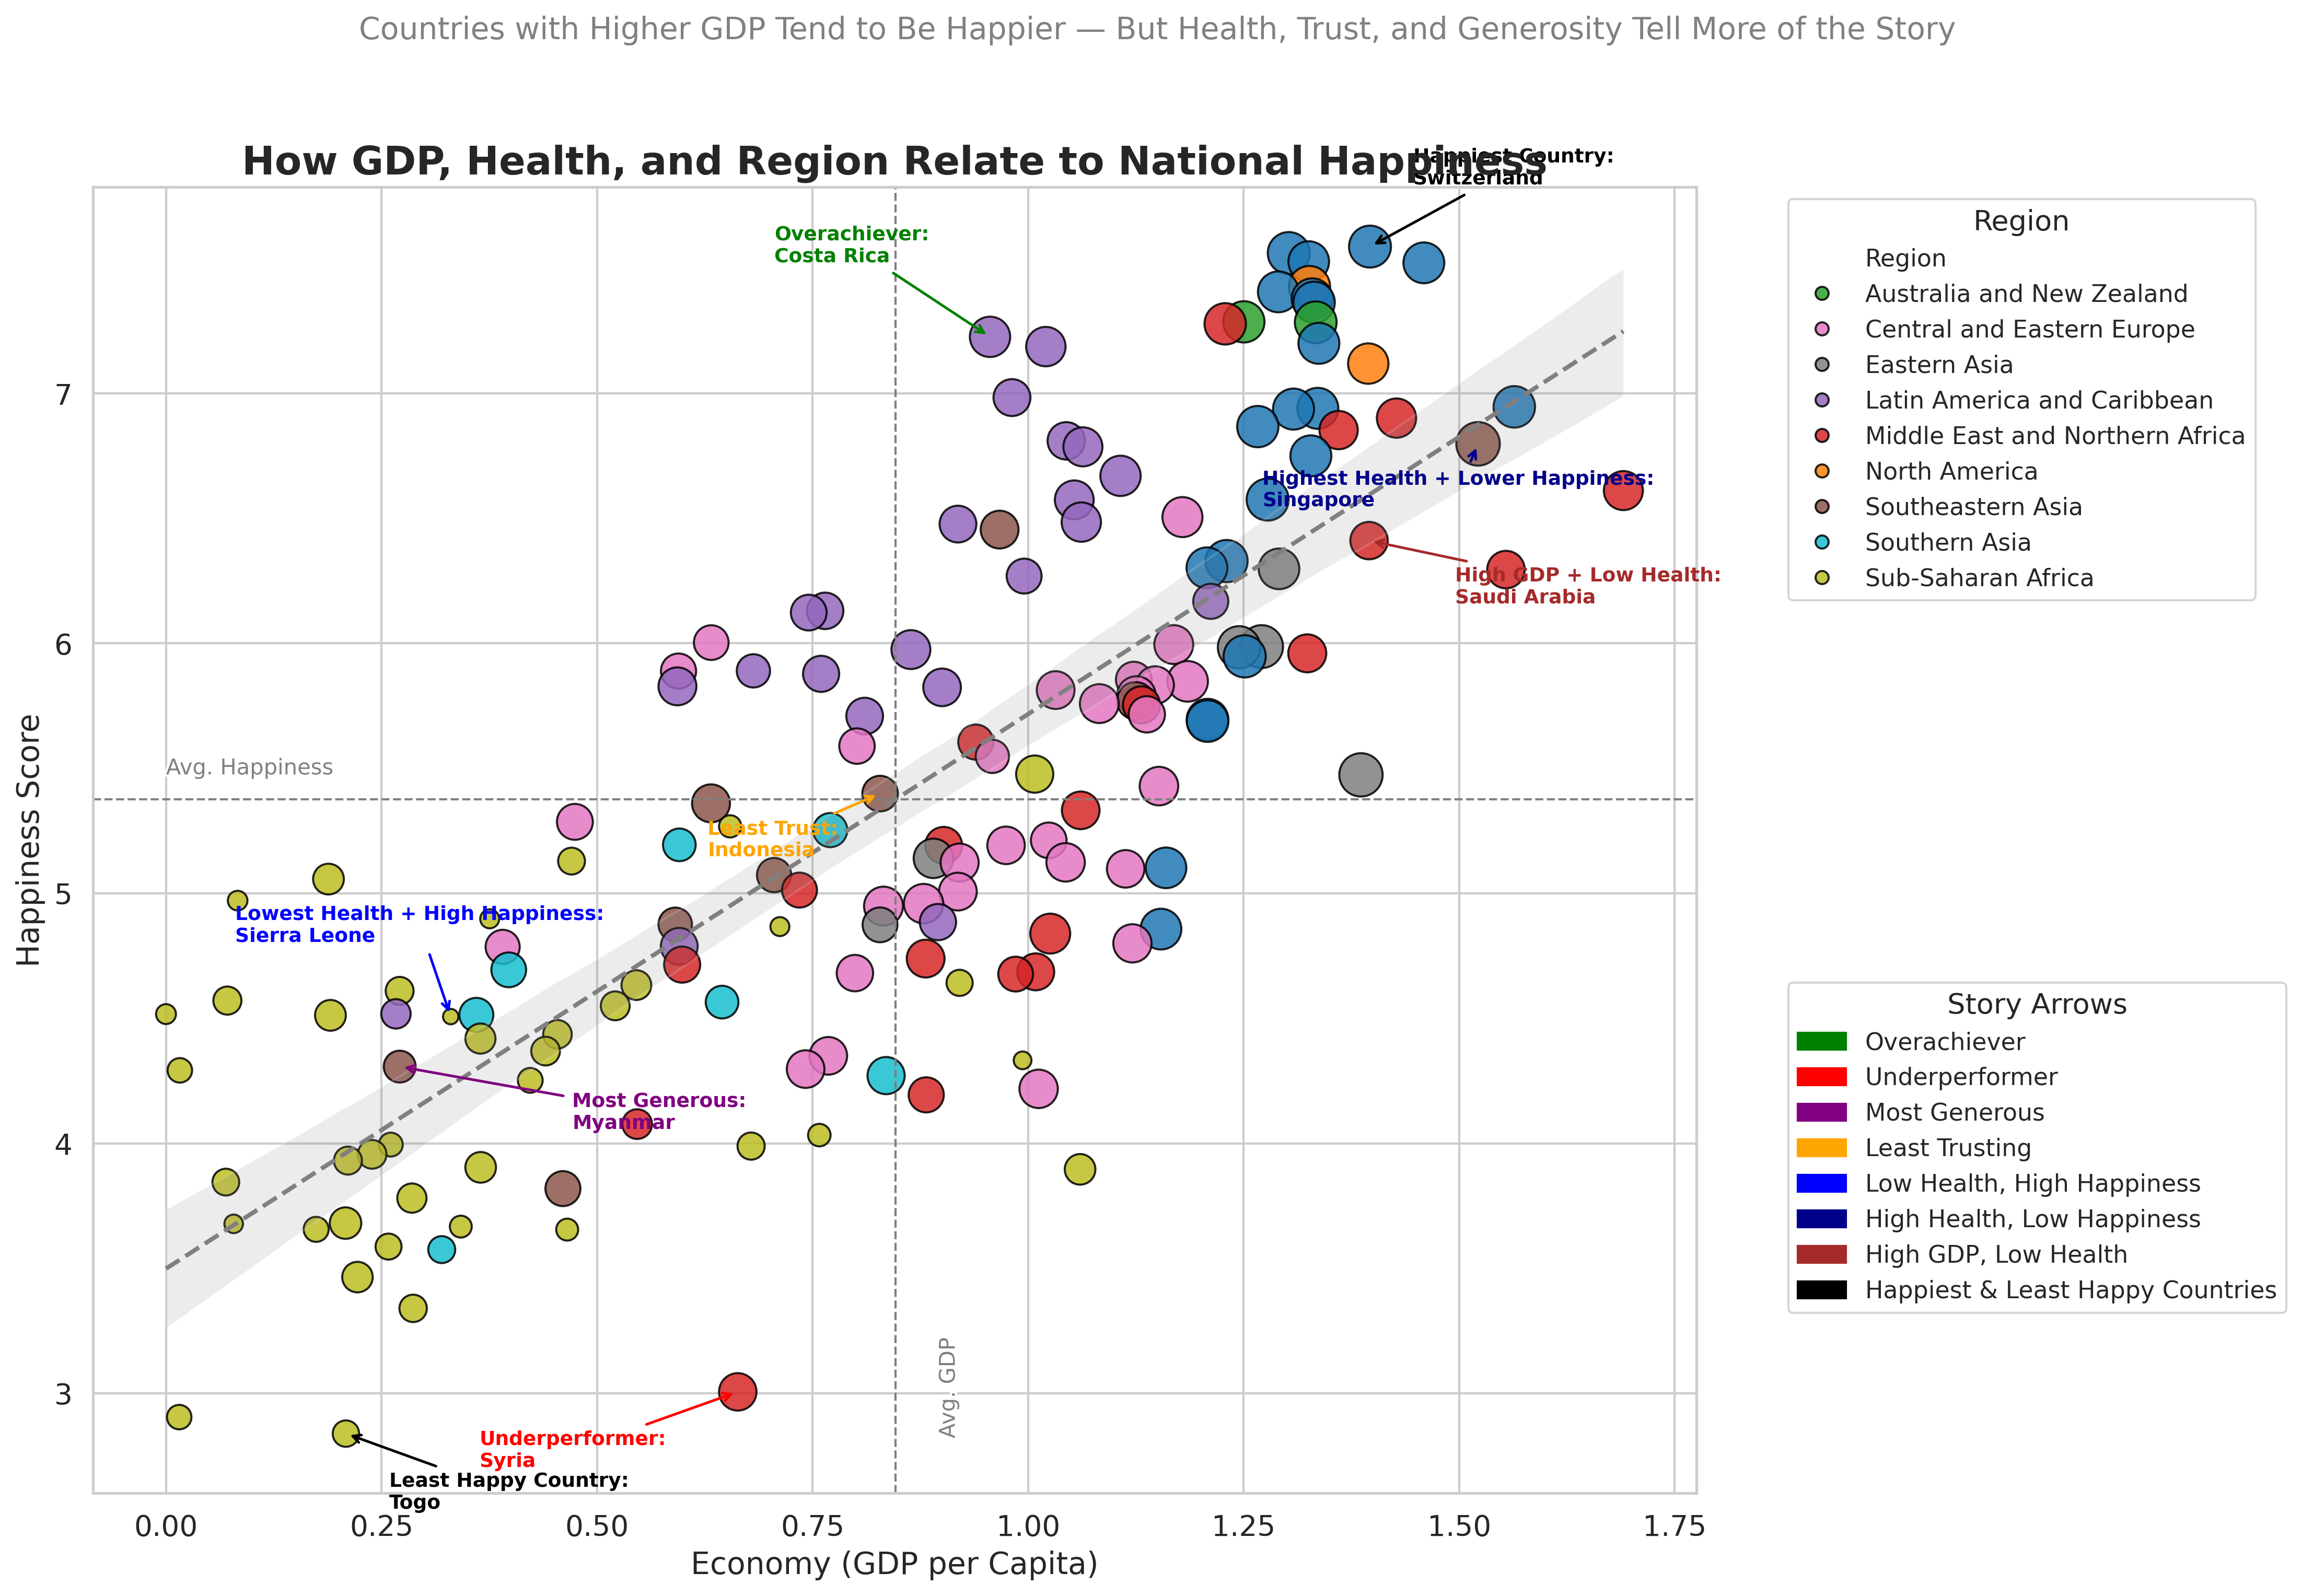 Countries with Higher GDP Tend to Be Happier — But Health, Trust, and Generosity Tell More of the Story
How GDP, Health, and Region Relate to National Happiness
Happiest Country:
Switzerland
Overachiever:
Costa Rica
Highest Health + Lower Happiness:
Singapore
High GDP + Low Health:
Saudi Arabia
Avg. Happiness
Least Trust:
Indonesia
Lowest Health + High Happiness:
Sierra Leone
Most Generous:
Myanmar
Avg. GDP
Underperformer:
Syria
Least Happy Country:
Togo
Happiness Score
7
6
5
4
3
0.00 0.25 0.50 0.75 1.00 1.25 1.50 1.75
Economy (GDP per Capita)
Region
Region
Australia and New Zealand
Central and Eastern Europe
Eastern Asia
Latin America and Caribbean
Middle East and Northern Africa
North America
Southeastern Asia
Southern Asia
Sub-Saharan Africa
Story Arrows
Overachiever
Underperformer
Most Generous
Least Trusting
Low Health, High Happiness
High Health, Low Happiness
High GDP, Low Health
Happiest & Least Happy Countries